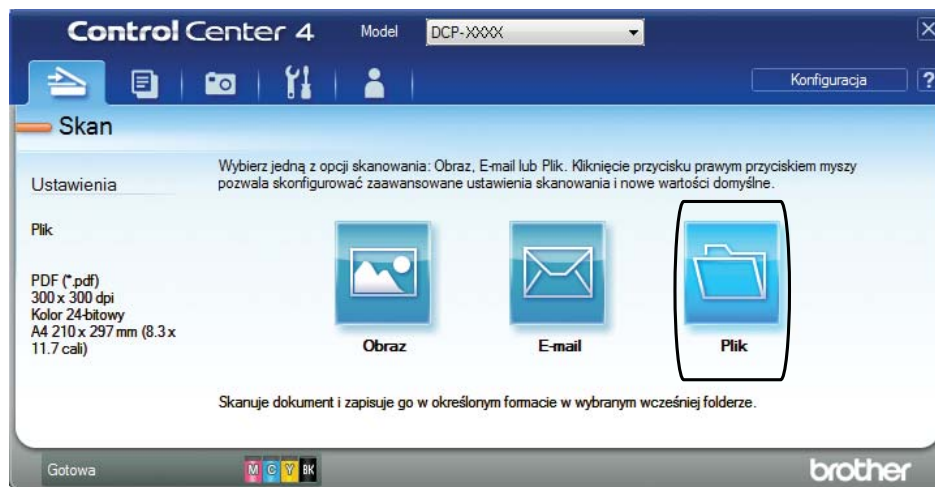 Control Center 4 Model DCP-XXXX
Konfiguracja ?
Skan
Ustawienia
Plik
PDF (*.pdf)
300 x 300 dpi
Kolor 24-bitowy
A4 210 x 297 mm (8.3 x
11.7 cali)
Wybierz jedną z opcji skanowania: Obraz, E-mail lub Plik. Kliknięcie przycisku prawym przyciskiem myszy
pozwala skonfigurować zaawansowane ustawienia skanowania i nowe wartości domyślne.
Obraz E-mail Plik
Skanuje dokument i zapisuje go w określonym formacie w wybranym wcześniej folderze.
Gotowa M C Y BK brother